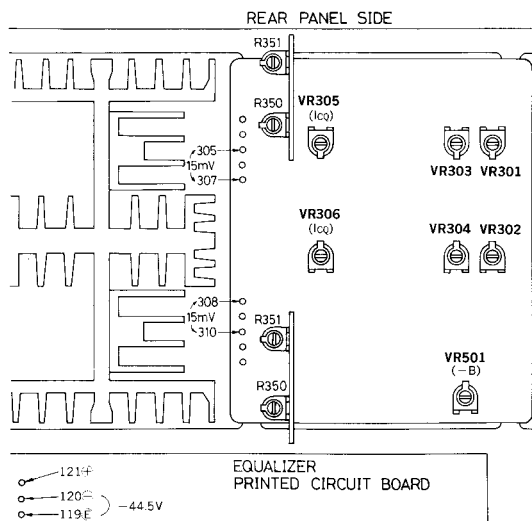 REAR PANEL SIDE
R351
R350
VR305
(Icq)
305
15mV
307
VR303 VR301
VR306
(Icq)
VR304 VR302
308
15mV
310
R351
VR501
(−B)
R350
121⊕
120⊖
119E
−44.5V
EQUALIZER
PRINTED CIRCUIT BOARD